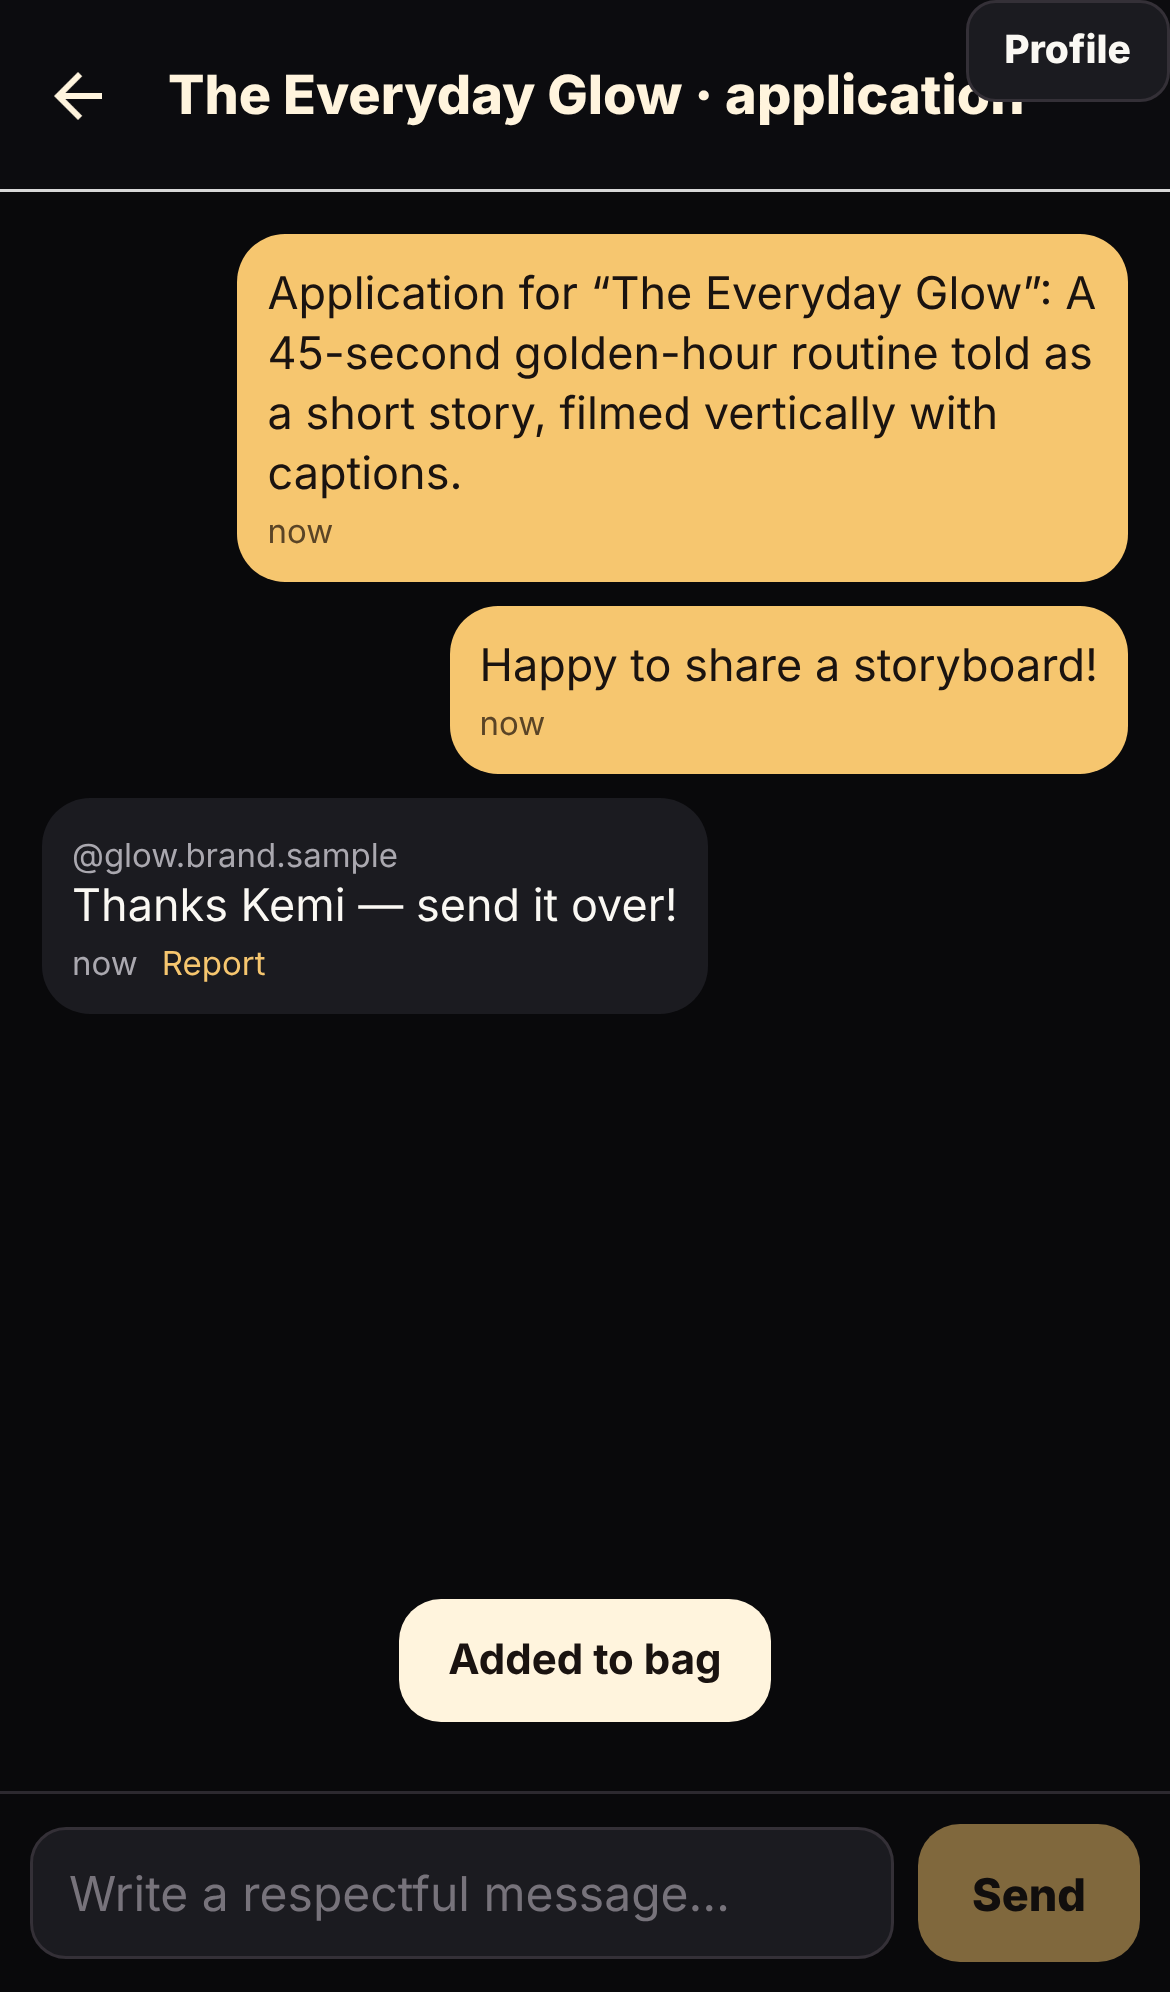 Profile
The Everyday Glow · application
Application for “The Everyday Glow”: A
45-second golden-hour routine told as
a short story, filmed vertically with
captions.
now
Happy to share a storyboard!
now
@glow.brand.sample
Thanks Kemi — send it over!
now Report
Added to bag
Write a respectful message...
Send